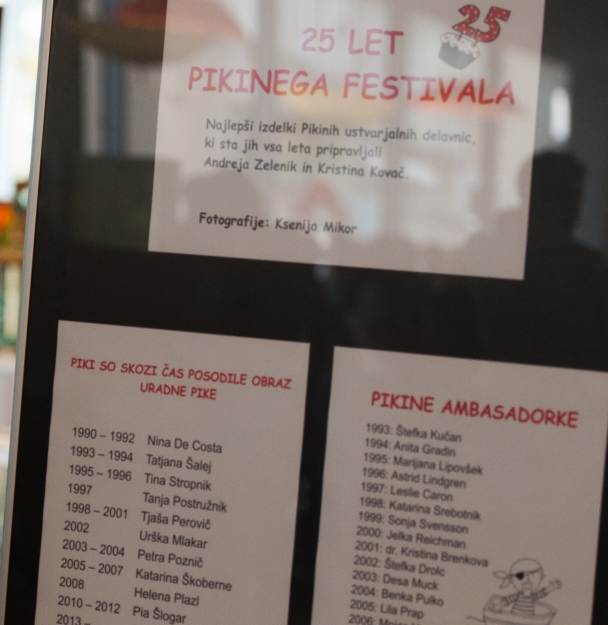 25
25 LET
PIKINEGA FESTIVALA
Najlepši izdelki Pikinih ustvarjalnih delavnic,
ki sta jih vsa leta pripravljali
Andreja Zelenik in Kristina Kovač.
Fotografije: Ksenija Mikor
PIKI SO SKOZI ČAS POSODILE OBRAZ
URADNE PIKE
1990 – 1992 Nina De Costa
1993 – 1994 Tatjana Šalej
1995 – 1996 Tina Stropnik
1997 Tanja Postružnik
1998 – 2001 Tjaša Perovič
2002 Urška Mlakar
2003 – 2004 Petra Poznič
2005 – 2007 Katarina Škoberne
2008 Helena Plazl
2010 – 2012 Pia Šlogar
2013 –
PIKINE AMBASADORKE
1993: Štefka Kučan
1994: Anita Gradin
1995: Marijana Lipovšek
1996: Astrid Lindgren
1997: Leslie Caron
1998: Katarina Srebotnik
1999: Sonja Svensson
2000: Jelka Reichman
2001: dr. Kristina Brenkova
2002: Štefka Drolc
2003: Desa Muck
2004: Benka Pulko
2005: Lila Prap
2006: